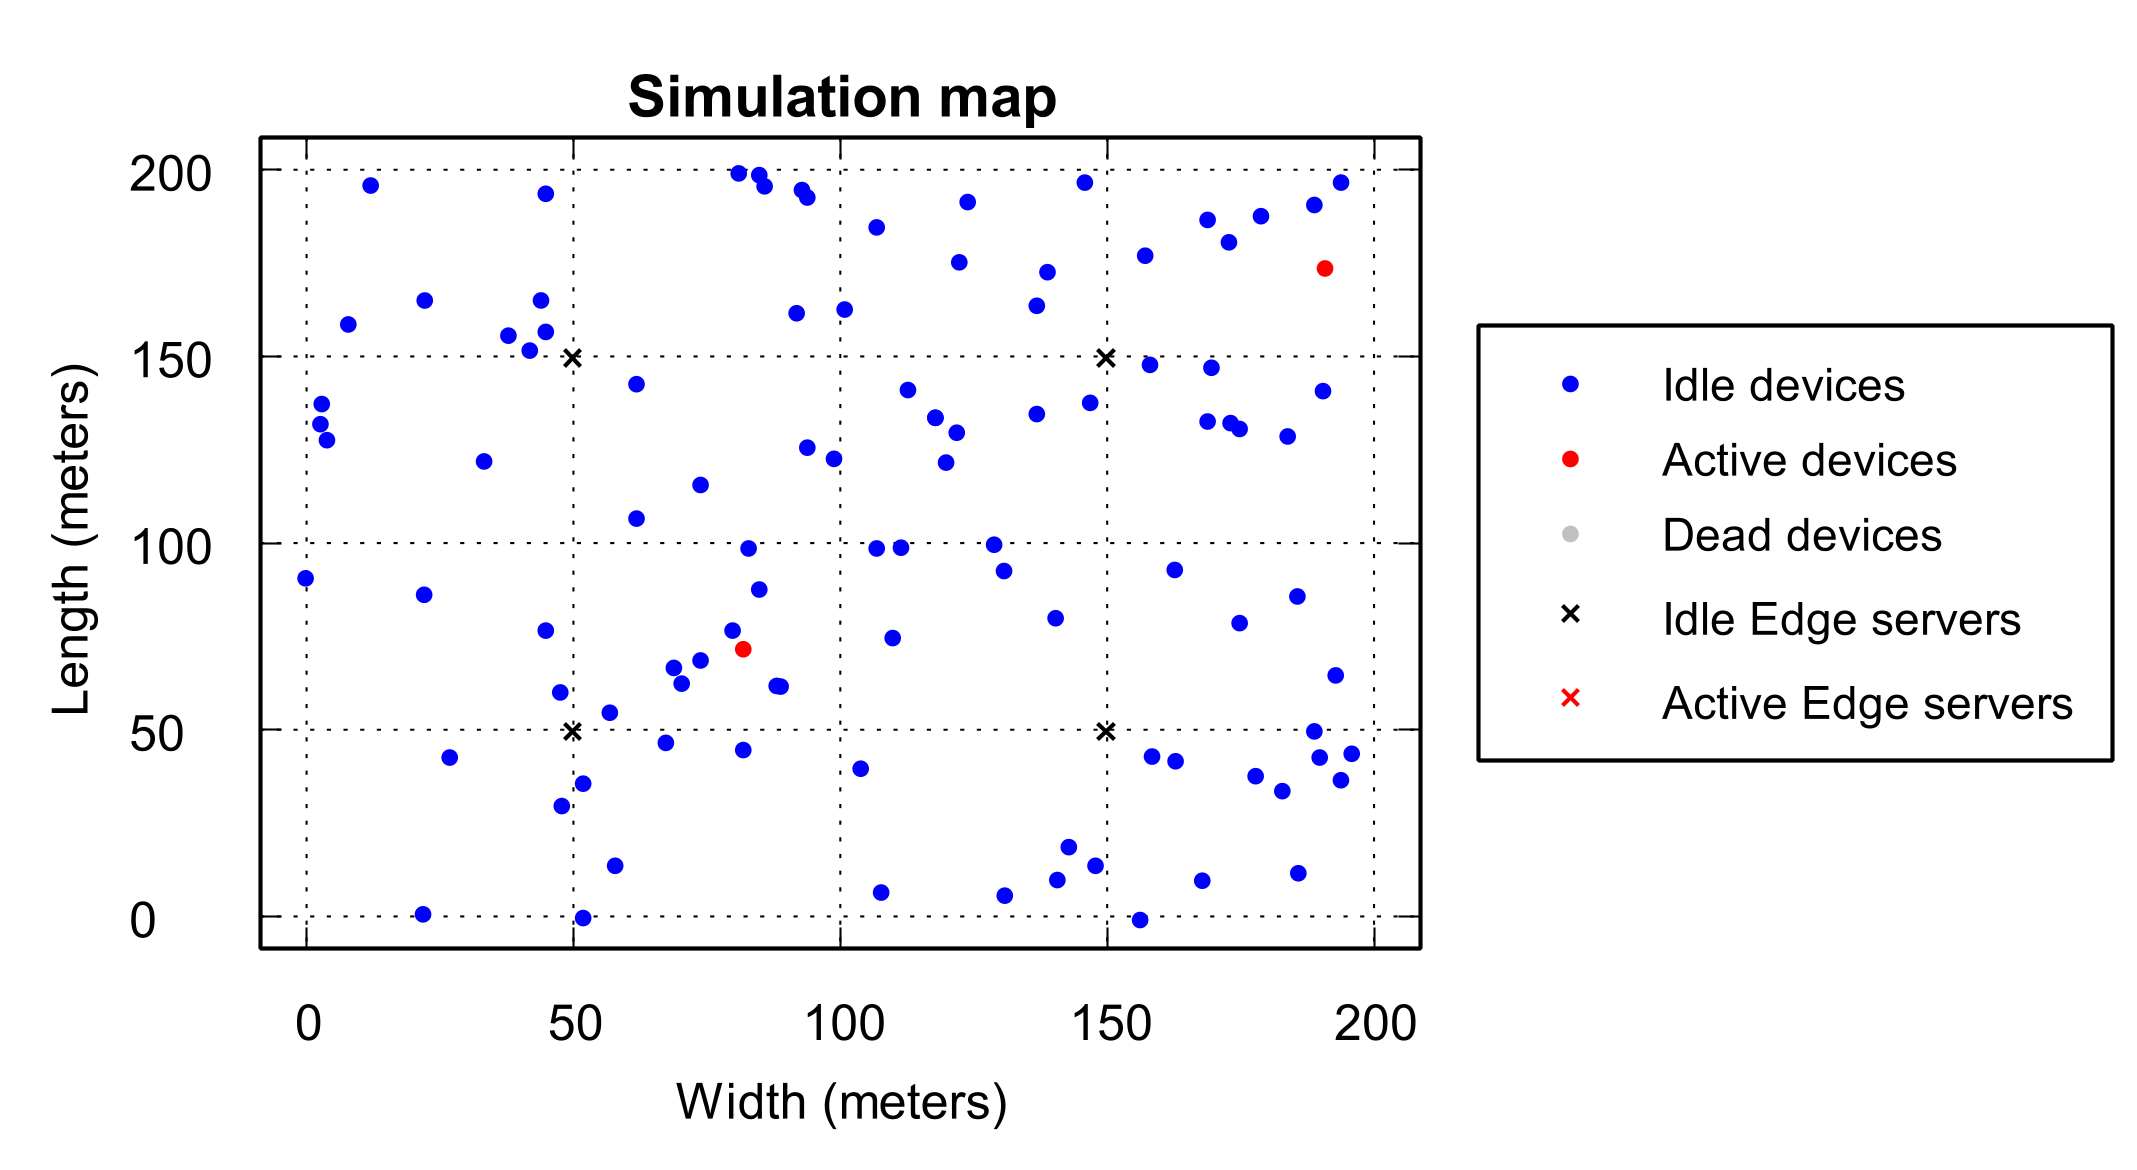 Simulation map
200
150
100
50
0
Length (meters)
0 50 100 150 200
Width (meters)
Idle devices
Active devices
Dead devices
Idle Edge servers
Active Edge servers